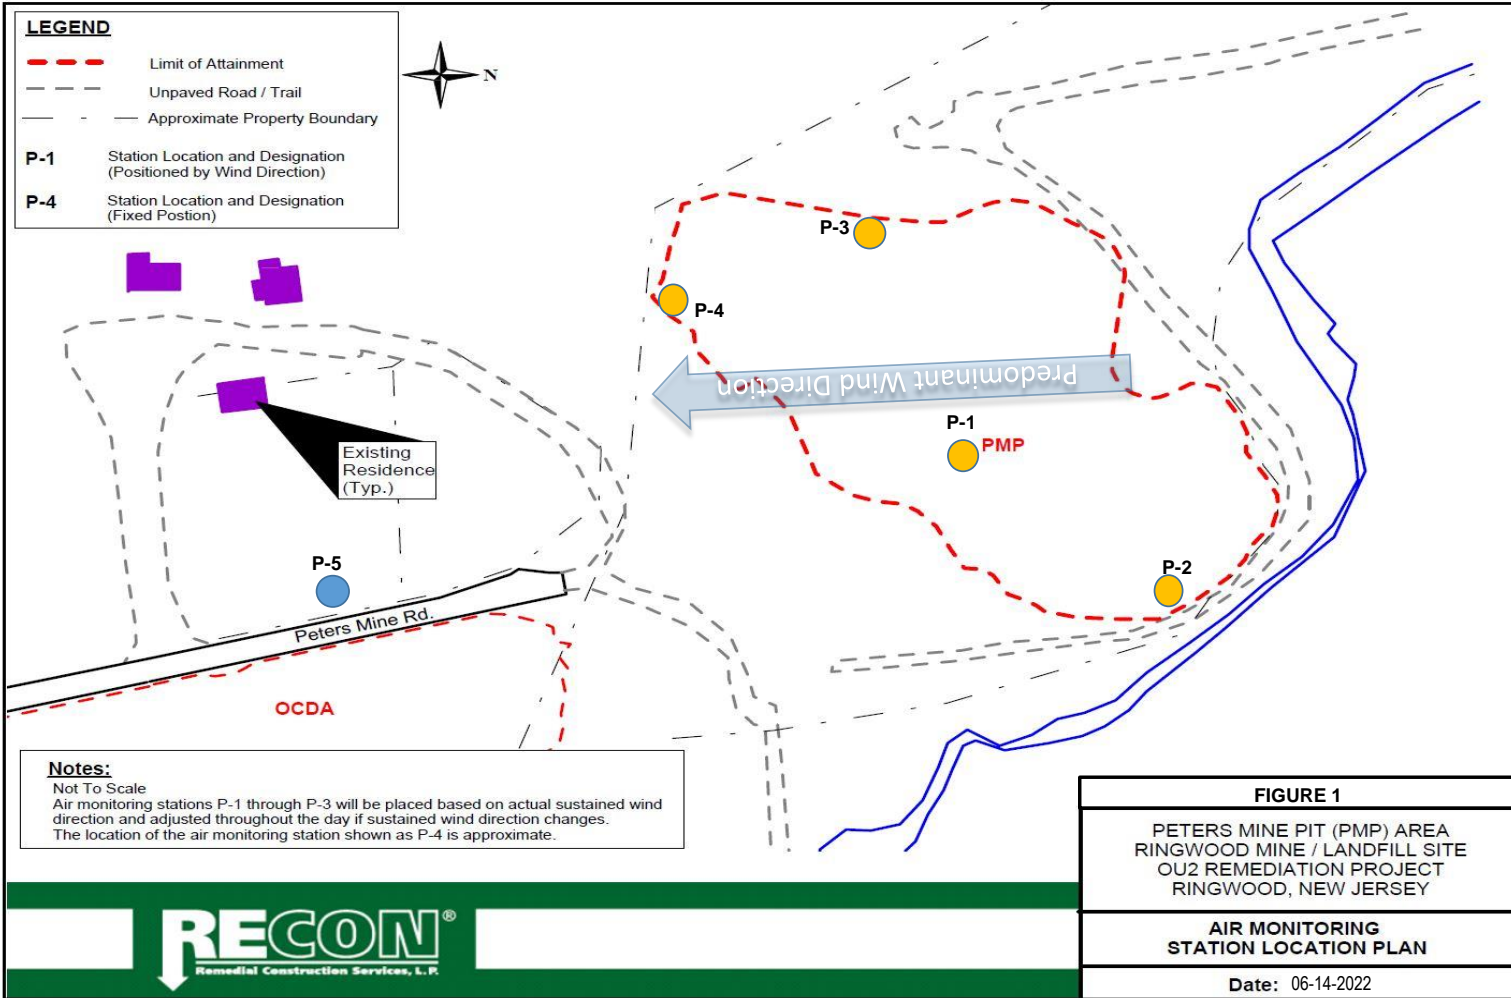 LEGEND
Limit of Attainment
Unpaved Road / Trail
Approximate Property Boundary
P-1 Station Location and Designation
(Positioned by Wind Direction)
P-4 Station Location and Designation
(Fixed Postion)
N
P-3
P-4
Predominant Wind Direction
P-1
PMP
Existing
Residence
(Typ.)
P-5
P-2
Peters Mine Rd.
OCDA
Notes:
Not To Scale
Air monitoring stations P-1 through P-3 will be placed based on actual sustained wind
direction and adjusted throughout the day if sustained wind direction changes.
The location of the air monitoring station shown as P-4 is approximate.
FIGURE 1
PETERS MINE PIT (PMP) AREA
RINGWOOD MINE / LANDFILL SITE
OU2 REMEDIATION PROJECT
RINGWOOD, NEW JERSEY
AIR MONITORING
STATION LOCATION PLAN
Date: 06-14-2022
RECON®
Remedial Construction Services, L.P.